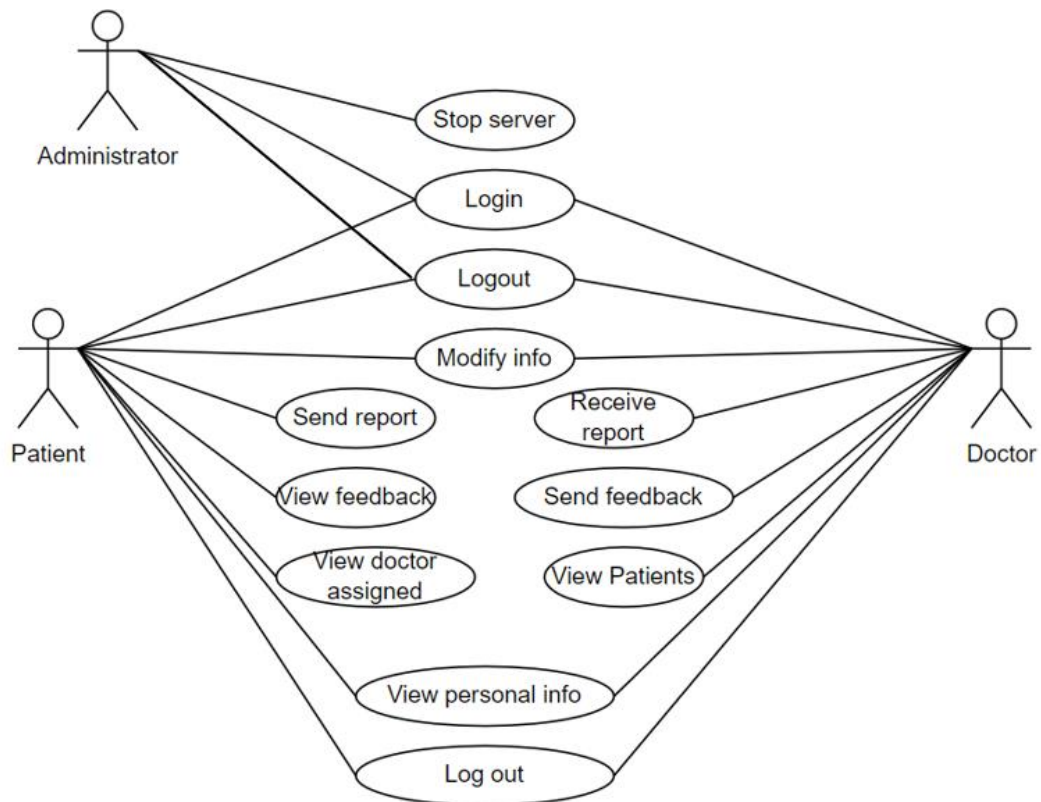 Stop server
Administrator
Login
Logout
Modify info
Send report
Receive
report
Patient
Doctor
View feedback
Send feedback
View doctor
assigned
View Patients
View personal info
Log out